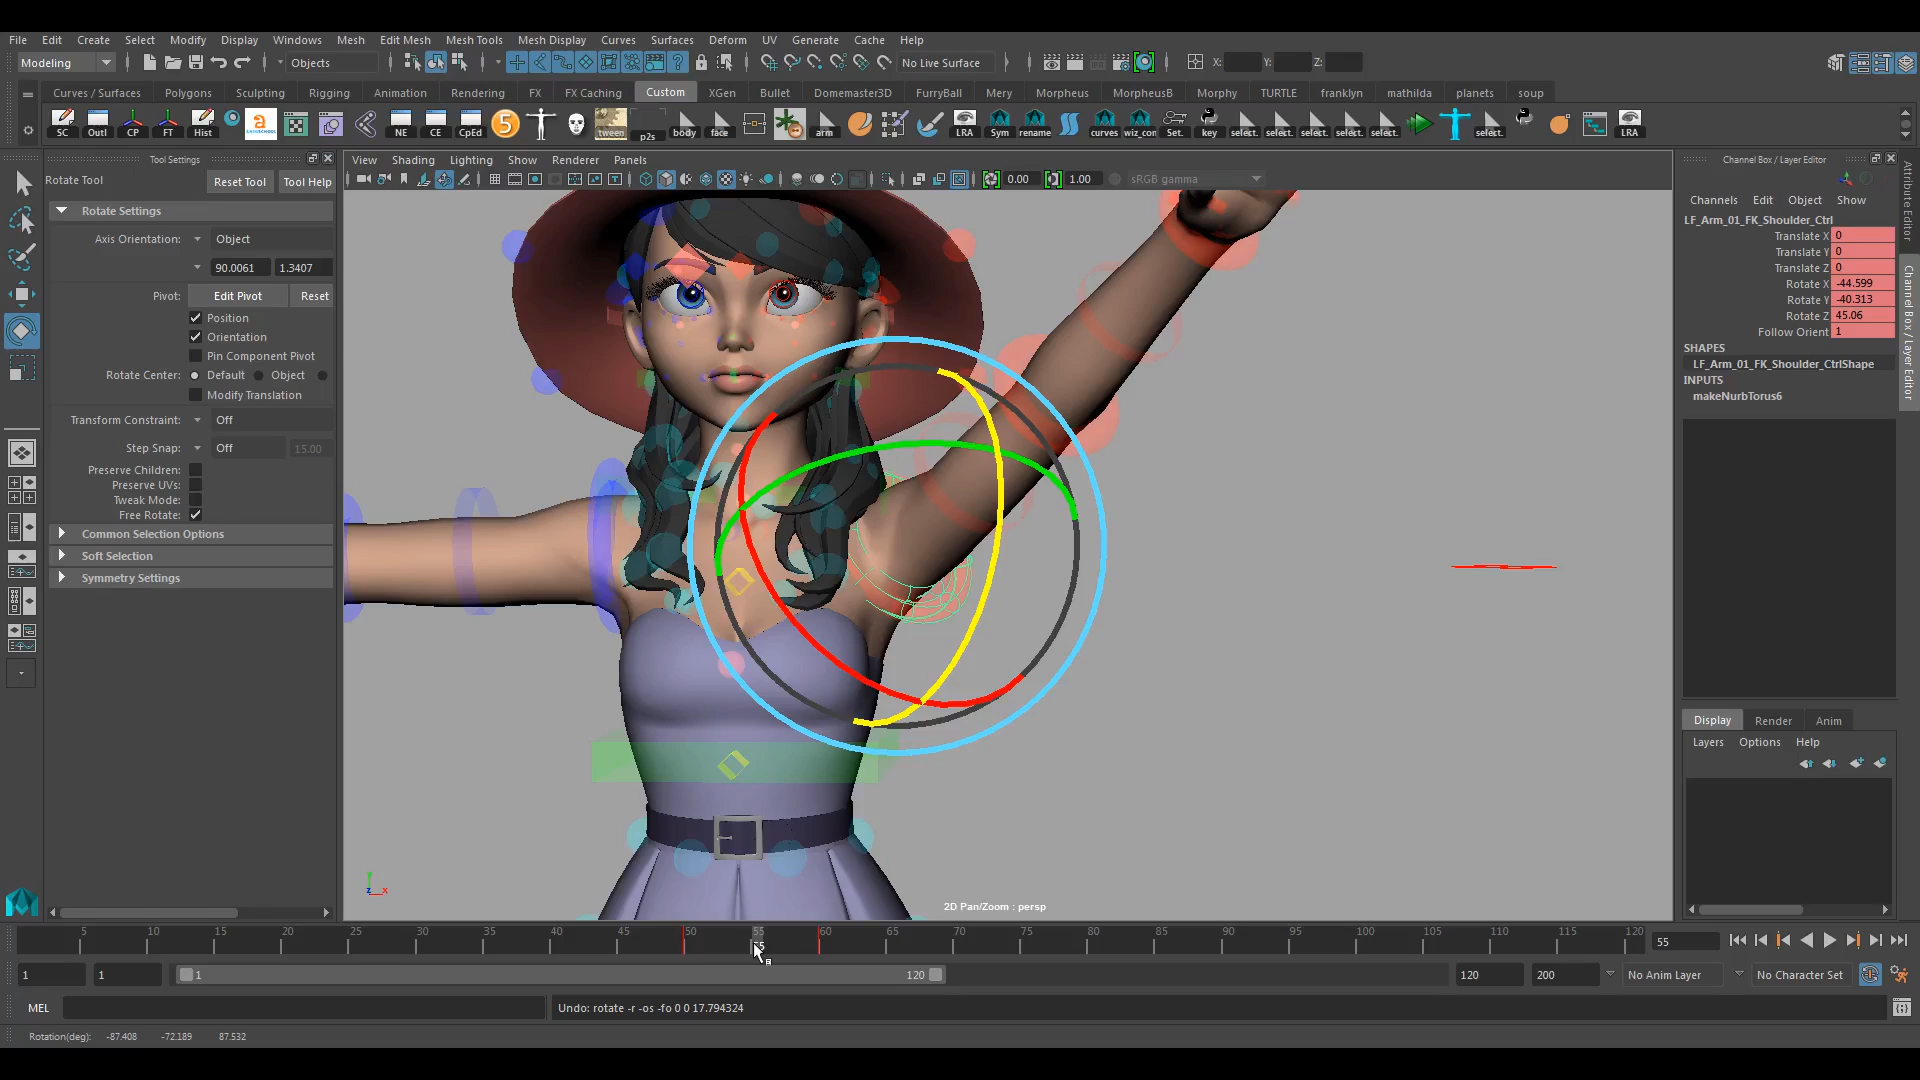 File Edit Create Select Modify Display Windows Mesh Edit Mesh Mesh Tools Mesh Display Curves Surfaces Deform UV Generate Cache Help
Modeling Objects No Live Surface X: Y: Z:
Curves / Surfaces Polygons Sculpting Rigging Animation Rendering FX FX Caching Custom XGen Bullet Domemaster3D FurryBall Mery Morpheus MorpheusB Morphy TURTLE franklyn mathilda planets soup
SC Outl CP FT Hist NE CE CpEd 5 tween p2s body face arm LRA Sym rename curves wiz_con Set. key select. select. select. select. select. select. LRA
Tool Settings
Rotate Tool Reset Tool Tool Help
Rotate Settings
Axis Orientation: Object
90.0061 1.3407
Pivot: Edit Pivot Reset
Position
Orientation
Pin Component Pivot
Rotate Center: Default Object
Modify Translation
Transform Constraint: Off
Step Snap: Off 15.00
Preserve Children:
Preserve UVs:
Tweak Mode:
Free Rotate:
Common Selection Options
Soft Selection
Symmetry Settings
View Shading Lighting Show Renderer Panels
0.00 1.00 sRGB gamma
y
z x
2D Pan/Zoom : persp
Channel Box / Layer Editor
Channels Edit Object Show
LF_Arm_01_FK_Shoulder_Ctrl
Translate X 0
Translate Y 0
Translate Z 0
Rotate X -44.599
Rotate Y -40.313
Rotate Z 45.06
Follow Orient 1
SHAPES
LF_Arm_01_FK_Shoulder_CtrlShape
INPUTS
makeNurbTorus6
Attribute Editor
Channel Box / Layer Editor
Display Render Anim
Layers Options Help
5 10 15 20 25 30 35 40 45 50 55 60 65 70 75 80 85 90 95 100 105 110 115 120
55 55
1 1 1 120 120 200 No Anim Layer No Character Set
MEL Undo: rotate -r -os -fo 0 0 17.794324
Rotation(deg): -87.408 -72.189 87.532